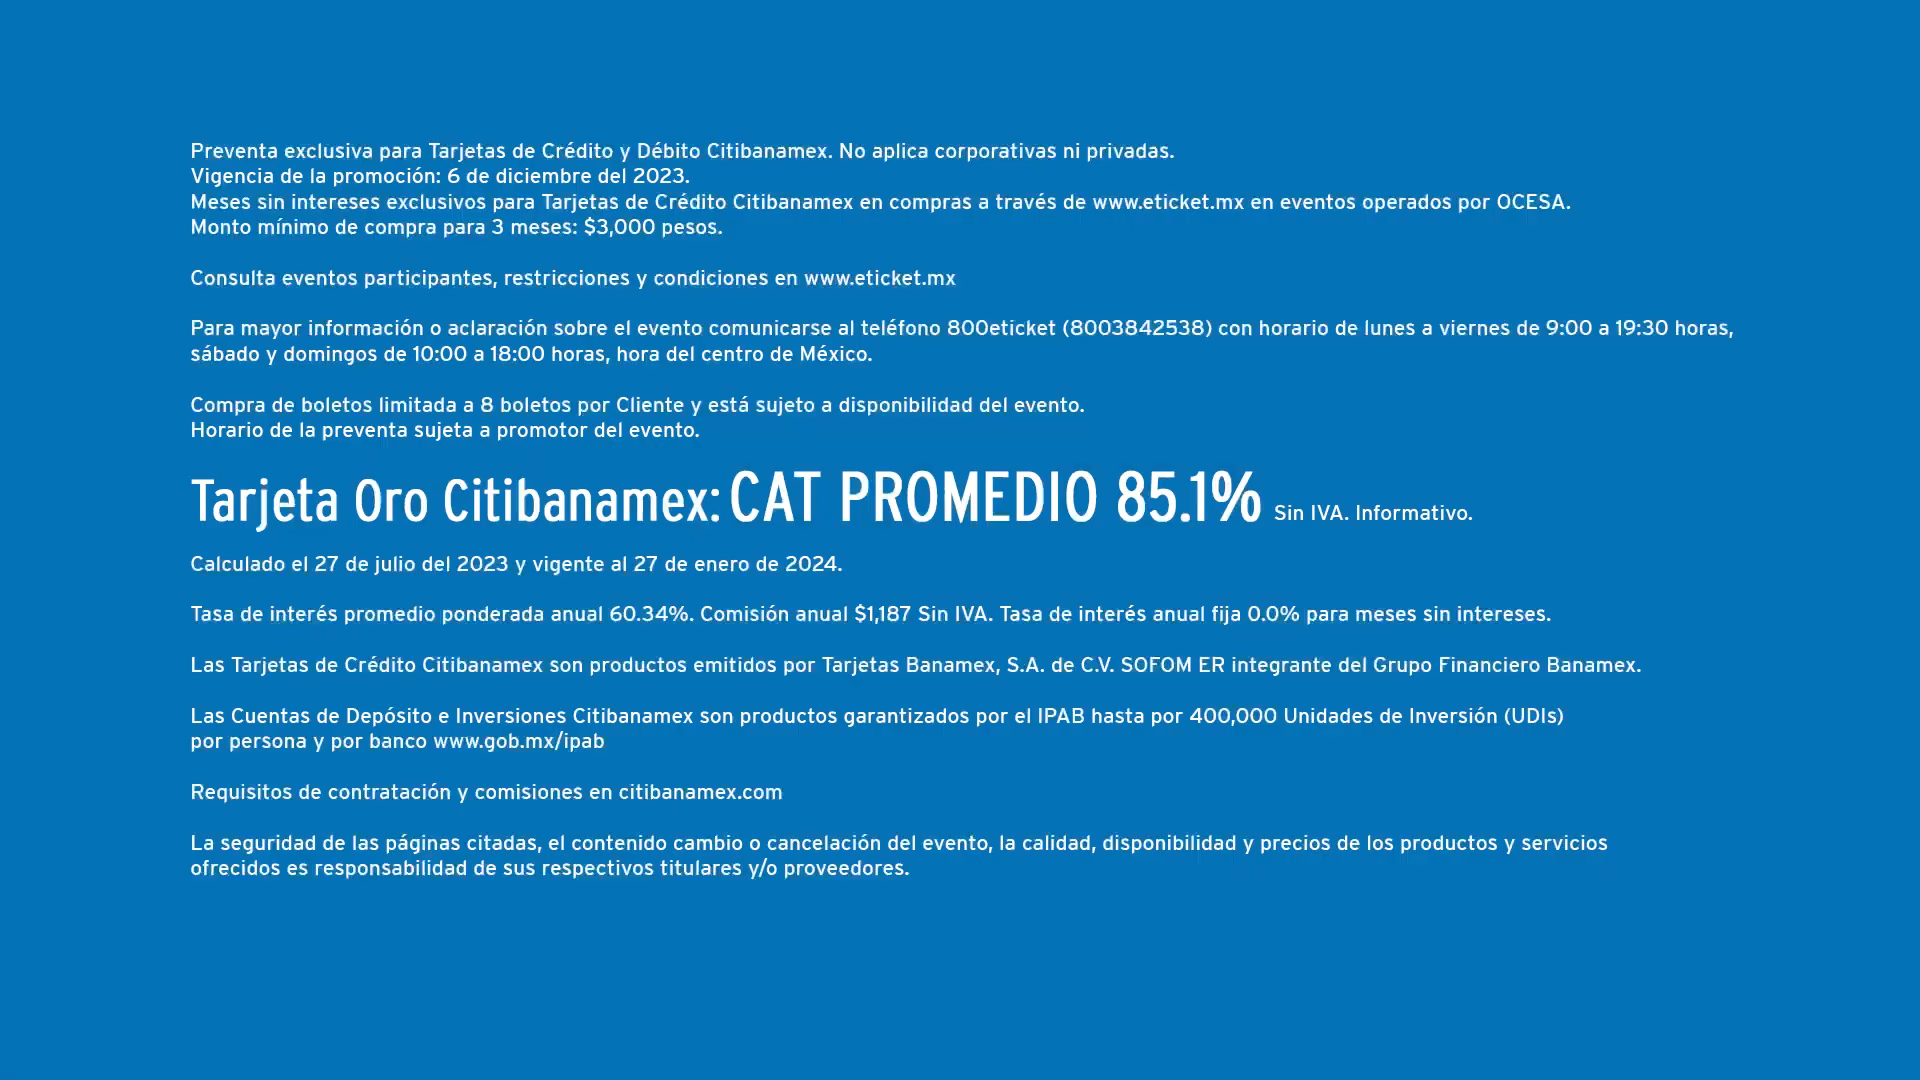 Preventa exclusiva para Tarjetas de Crédito y Débito Citibanamex. No aplica corporativas ni privadas.
Vigencia de la promoción: 6 de diciembre del 2023.
Meses sin intereses exclusivos para Tarjetas de Crédito Citibanamex en compras a través de www.eticket.mx en eventos operados por OCESA.
Monto mínimo de compra para 3 meses: $3,000 pesos.
Consulta eventos participantes, restricciones y condiciones en www.eticket.mx
Para mayor información o aclaración sobre el evento comunicarse al teléfono 800eticket (8003842538) con horario de lunes a viernes de 9:00 a 19:30 horas,
sábado y domingos de 10:00 a 18:00 horas, hora del centro de México.
Compra de boletos limitada a 8 boletos por Cliente y está sujeto a disponibilidad del evento.
Horario de la preventa sujeta a promotor del evento.
Tarjeta Oro Citibanamex: CAT PROMEDIO 85.1% Sin IVA. Informativo.
Calculado el 27 de julio del 2023 y vigente al 27 de enero de 2024.
Tasa de interés promedio ponderada anual 60.34%. Comisión anual $1,187 Sin IVA. Tasa de interés anual fija 0.0% para meses sin intereses.
Las Tarjetas de Crédito Citibanamex son productos emitidos por Tarjetas Banamex, S.A. de C.V. SOFOM ER integrante del Grupo Financiero Banamex.
Las Cuentas de Depósito e Inversiones Citibanamex son productos garantizados por el IPAB hasta por 400,000 Unidades de Inversión (UDIs)
por persona y por banco www.gob.mx/ipab
Requisitos de contratación y comisiones en citibanamex.com
La seguridad de las páginas citadas, el contenido cambio o cancelación del evento, la calidad, disponibilidad y precios de los productos y servicios
ofrecidos es responsabilidad de sus respectivos titulares y/o proveedores.